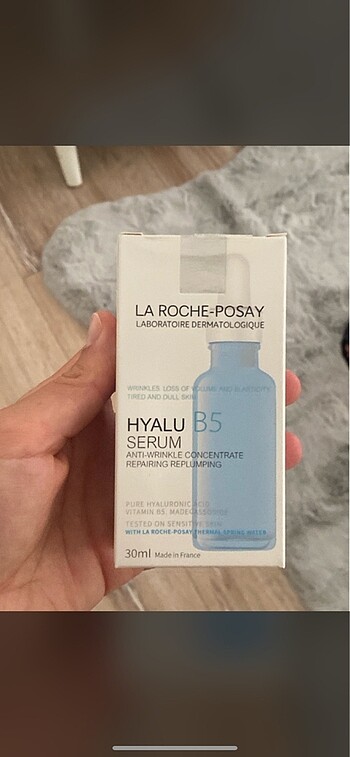 LA ROCHE-POSAY
LABORATOIRE DERMATOLOGIQUE
WRINKLES LOSS OF VOLUME AND ELASTICITY
TIRED AND DULL SKIN
HYALU B5
SERUM
ANTI-WRINKLE CONCENTRATE
REPAIRING REPLUMPING
PURE HYALURONIC ACID
VITAMIN B5, MADECASSOSIDE
TESTED ON SENSITIVE SKIN
WITH LA ROCHE-POSAY THERMAL SPRING WATER
30ml Made in France